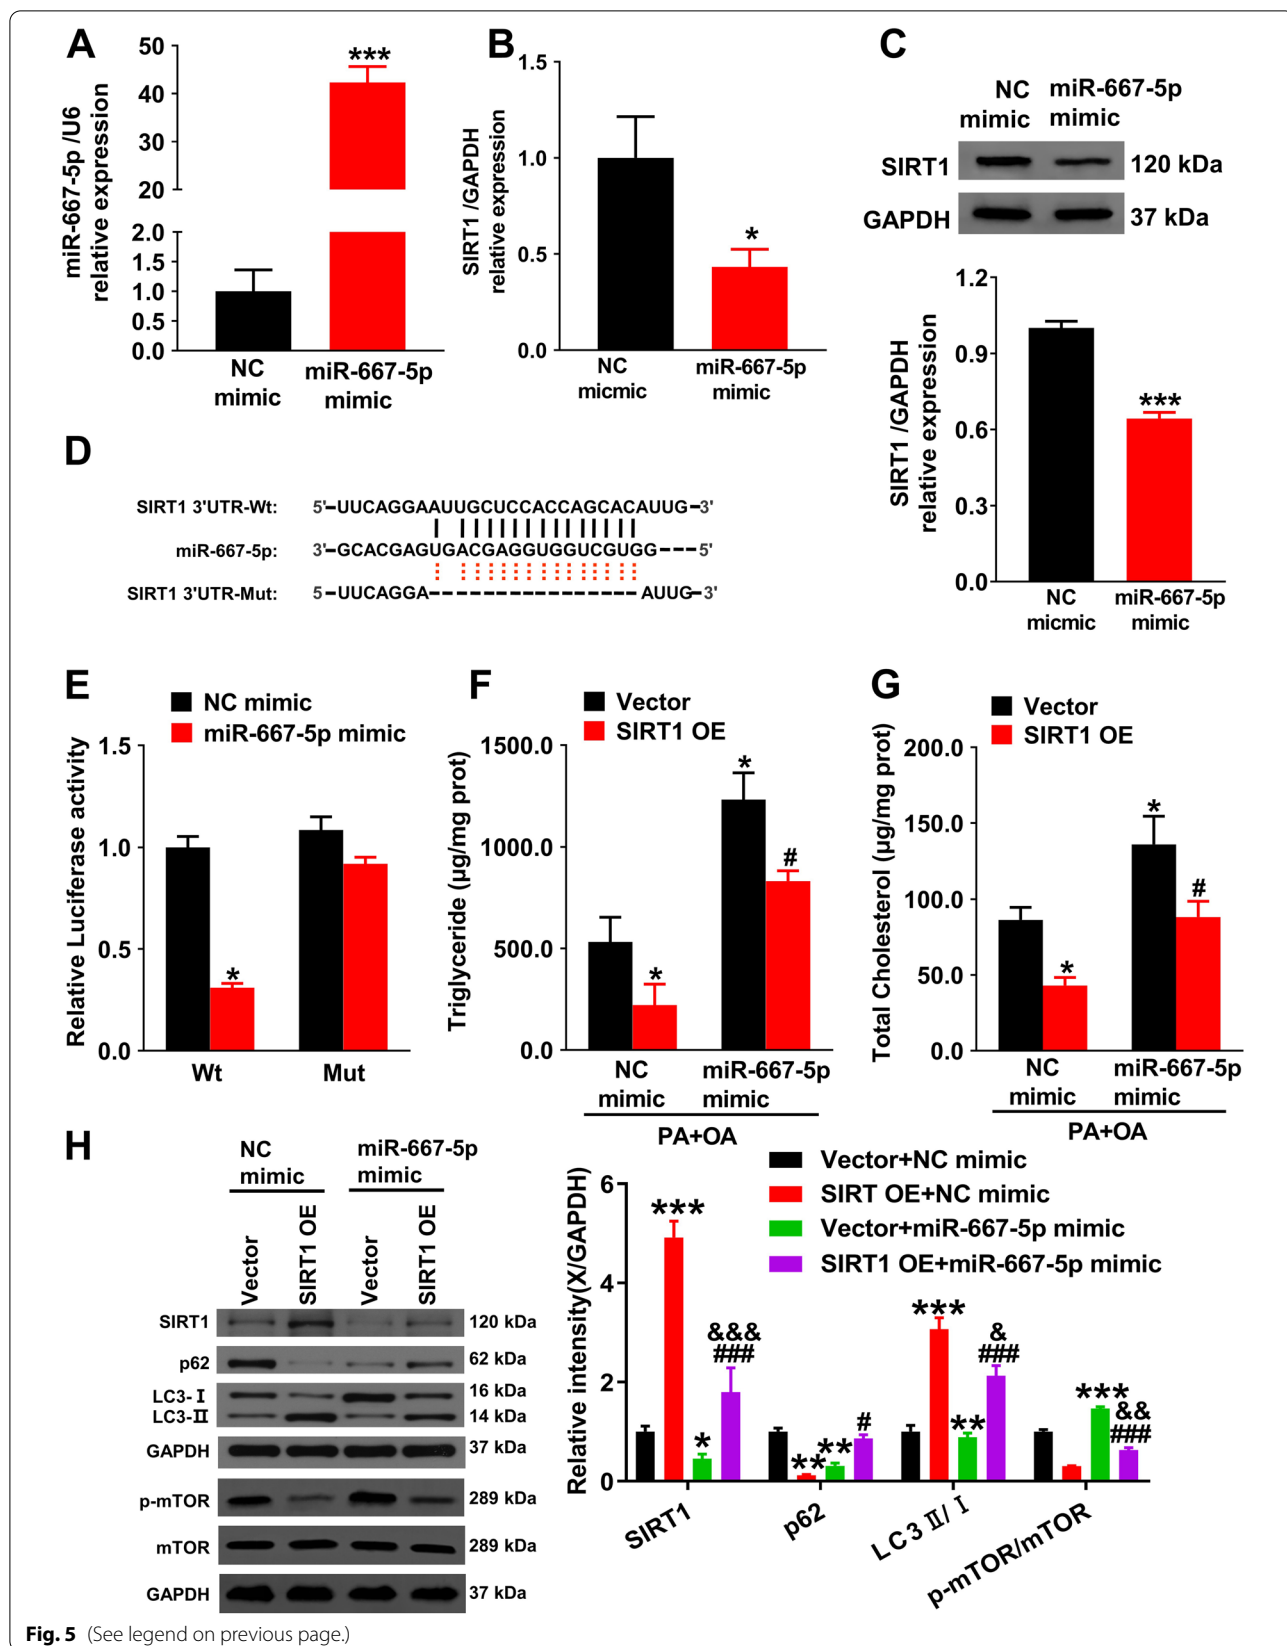 A
miR-667-5p /U6
relative expression
50
40
30
20
2.0
1.5
1.0
0.5
0.0
***
NC
mimic
miR-667-5p
mimic
B
SIRT1 /GAPDH
relative expression
1.5
1.0
0.5
0.0
*
NC
micmic
miR-667-5p
mimic
C
NC
mimic
miR-667-5p
mimic
SIRT1
120 kDa
GAPDH
37 kDa
SIRT1 /GAPDH
relative expression
1.2
0.9
0.6
0.3
0.0
***
NC
micmic
miR-667-5p
mimic
D
SIRT1 3'UTR-Wt: 5'-UUCAGGAAUUGCUCCACCAGCACAUUG-3'
miR-667-5p: 3'-GCACGAGUGACGAGGUGGUCGUGG---5'
SIRT1 3'UTR-Mut: 5-UUCAGGA----------------AUUG-3'
E
NC mimic
miR-667-5p mimic
Relative Luciferase activity
1.5
1.0
0.5
0.0
*
Wt
Mut
F
Vector
SIRT1 OE
Triglyceride (µg/mg prot)
1500.0
1000.0
500.0
0.0
*
*
#
NC
mimic
miR-667-5p
mimic
PA+OA
G
Vector
SIRT1 OE
Total Cholesterol (µg/mg prot)
200.0
150.0
100.0
50.0
0.0
*
*
#
NC
mimic
miR-667-5p
mimic
PA+OA
H
NC
mimic
miR-667-5p
mimic
Vector
SIRT1 OE
Vector
SIRT1 OE
SIRT1
120 kDa
p62
62 kDa
LC3-Ⅰ
16 kDa
LC3-Ⅱ
14 kDa
GAPDH
37 kDa
p-mTOR
289 kDa
mTOR
289 kDa
GAPDH
37 kDa
Vector+NC mimic
SIRT OE+NC mimic
Vector+miR-667-5p mimic
SIRT1 OE+miR-667-5p mimic
Relative intensity(X/GAPDH)
6
4
2
0
***
*
&&&
###
**
**
#
***
**
&
###
***
&&
###
SIRT1
p62
LC3 Ⅱ/Ⅰ
p-mTOR/mTOR
Fig. 5 (See legend on previous page.)